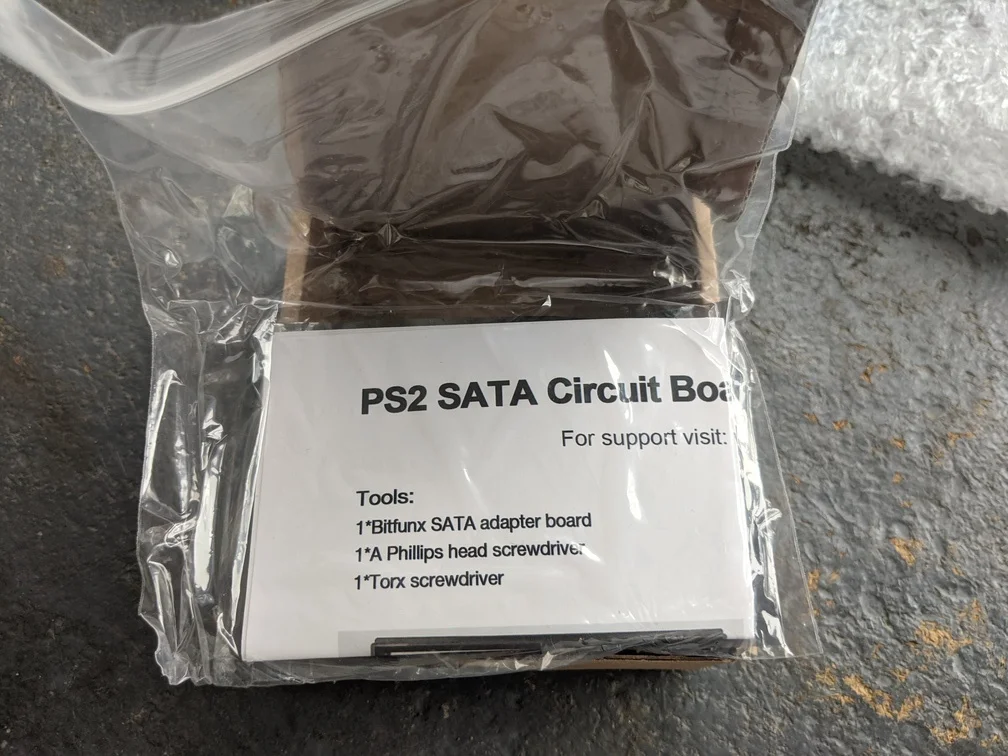 PS2 SATA Circuit Boa
For support visit:
Tools:
1*Bitfunx SATA adapter board
1*A Phillips head screwdriver
1*Torx screwdriver